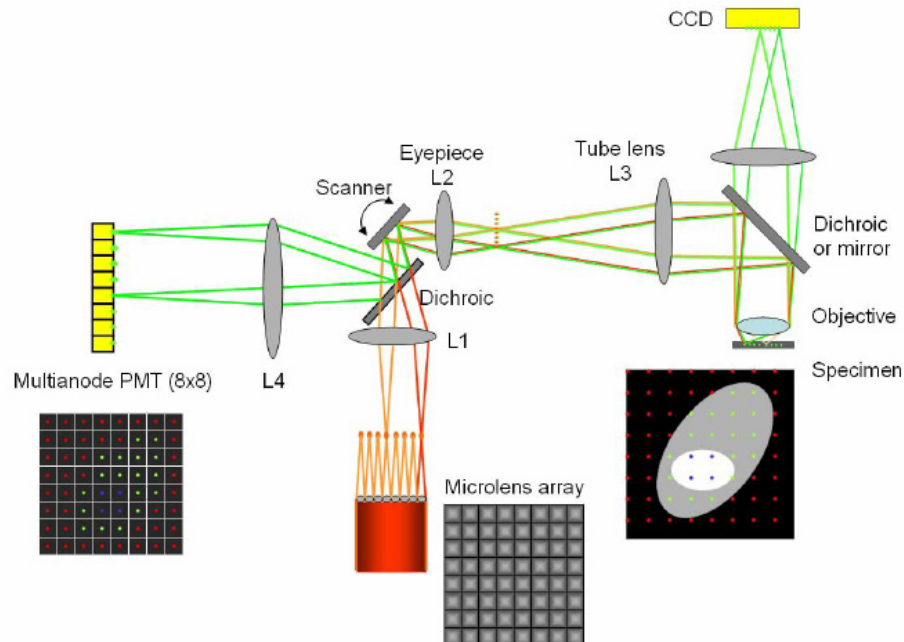 CCD
Eyepiece
L2
Tube lens
L3
Scanner
Dichroic
or mirror
Dichroic
Objective
L1
L4
Specimen
Multianode PMT (8x8)
Microlens array